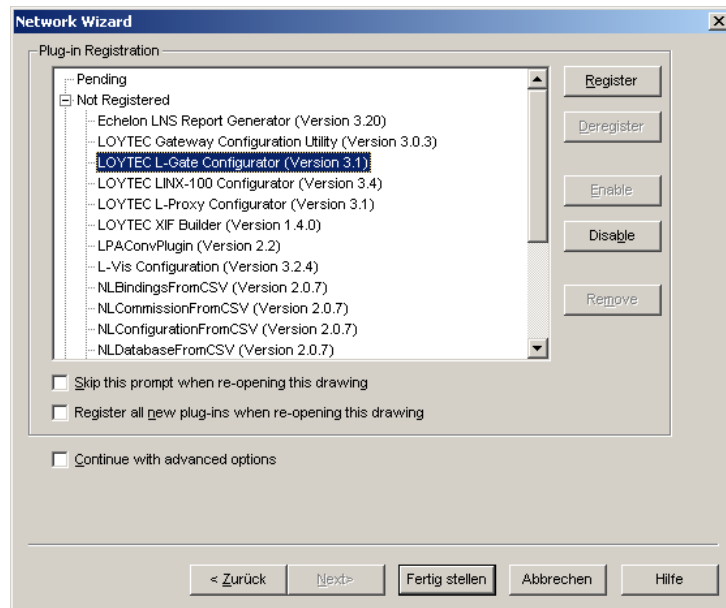 Network Wizard
Plug-in Registration
Pending
Not Registered
Echelon LNS Report Generator (Version 3.20)
LOYTEC Gateway Configuration Utility (Version 3.0.3)
LOYTEC L-Gate Configurator (Version 3.1)
LOYTEC LINX-100 Configurator (Version 3.4)
LOYTEC L-Proxy Configurator (Version 3.1)
LOYTEC XIF Builder (Version 1.4.0)
LPAConvPlugin (Version 2.2)
L-Vis Configuration (Version 3.2.4)
NLBindingsFromCSV (Version 2.0.7)
NLCommissionFromCSV (Version 2.0.7)
NLConfigurationFromCSV (Version 2.0.7)
NLDatabaseFromCSV (Version 2.0.7)
Register
Deregister
Enable
Disable
Remove
Skip this prompt when re-opening this drawing
Register all new plug-ins when re-opening this drawing
Continue with advanced options
< Zurück
Next>
Fertig stellen
Abbrechen
Hilfe